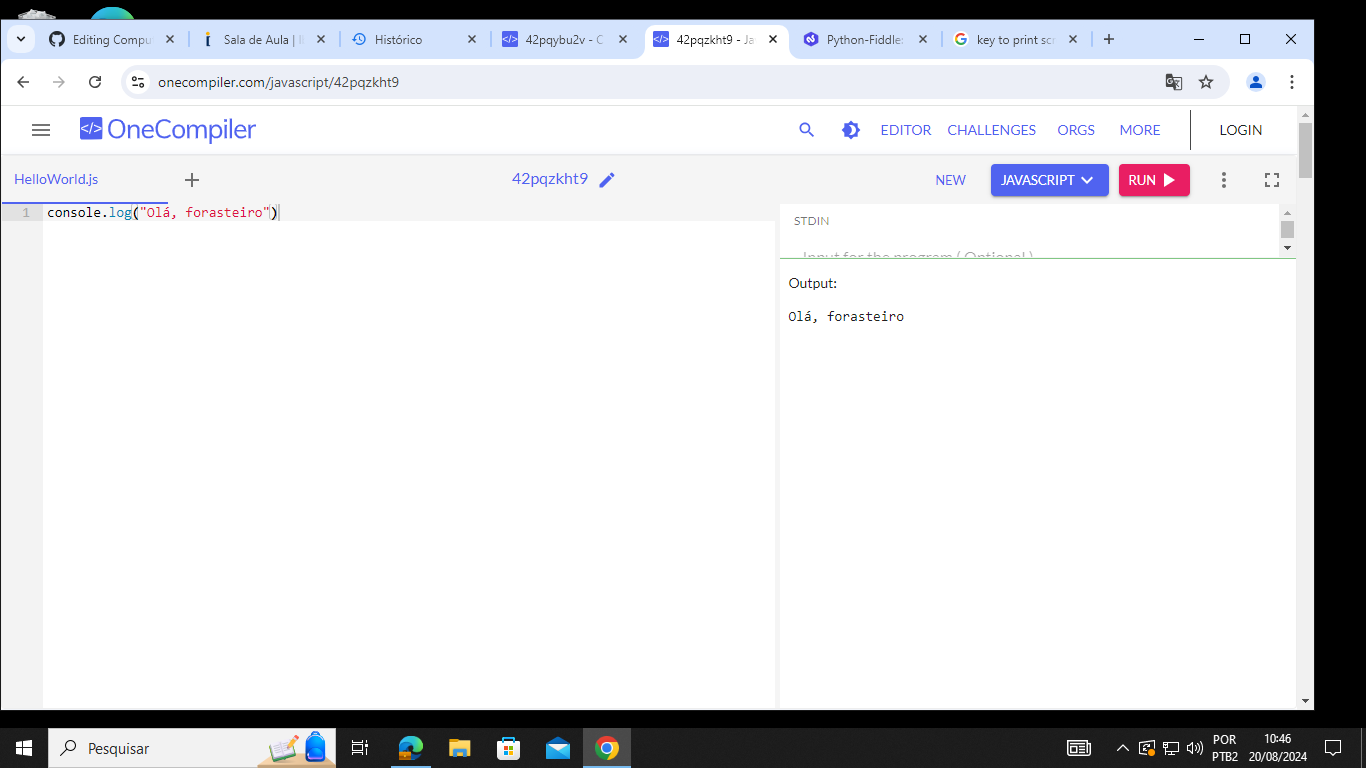 Editing Compu
Sala de Aula | I
Histórico
42pqybu2v - C
42pqzkht9 - Ja
Python-Fiddle:
key to print scr
onecompiler.com/javascript/42pqzkht9
</> OneCompiler
EDITOR
CHALLENGES
ORGS
MORE
LOGIN
HelloWorld.js
42pqzkht9
NEW
JAVASCRIPT
RUN
1 console.log("Olá, forasteiro")
STDIN
Input for the program ( Optional )
Output:
Olá, forasteiro
Pesquisar
POR
PTB2
10:46
20/08/2024